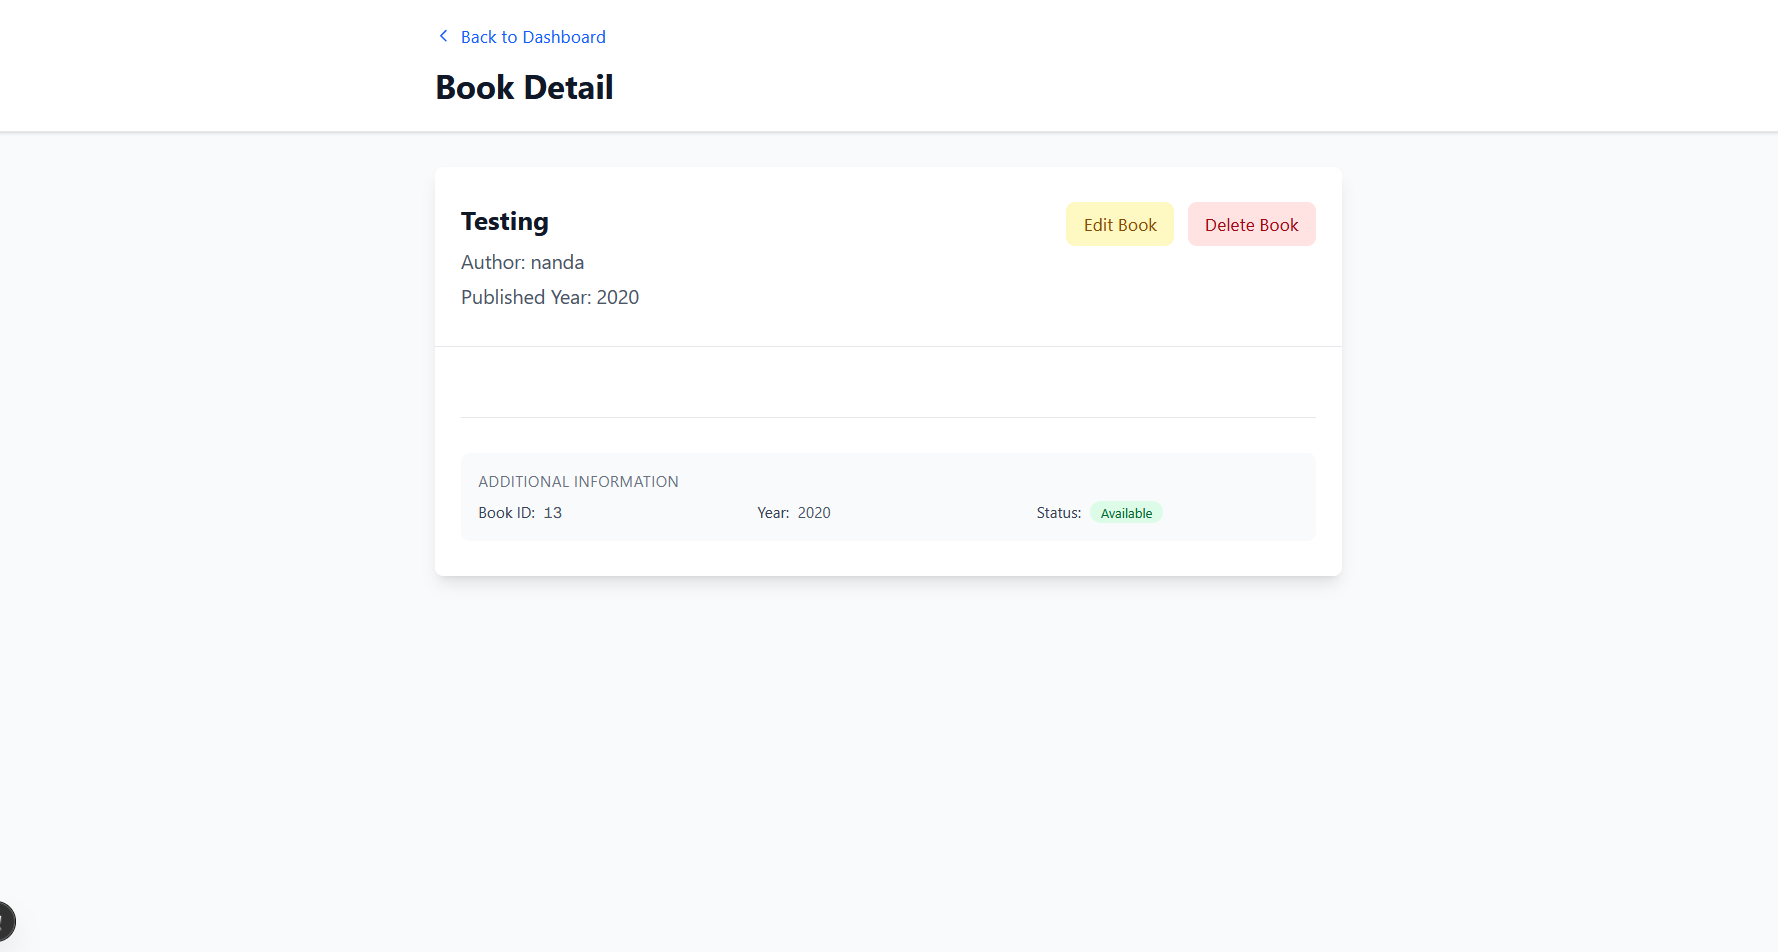 Back to Dashboard
Book Detail
Testing
Edit Book
Delete Book
Author: nanda
Published Year: 2020
ADDITIONAL INFORMATION
Book ID: 13
Year: 2020
Status: Available